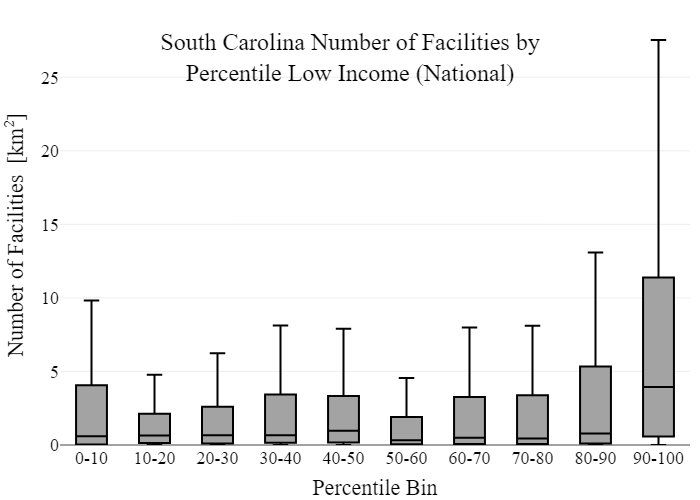 South Carolina Number of Facilities by
Percentile Low Income (National)
Number of Facilities [km²]
25
20
15
10
5
0
0-10 10-20 20-30 30-40 40-50 50-60 60-70 70-80 80-90 90-100
Percentile Bin